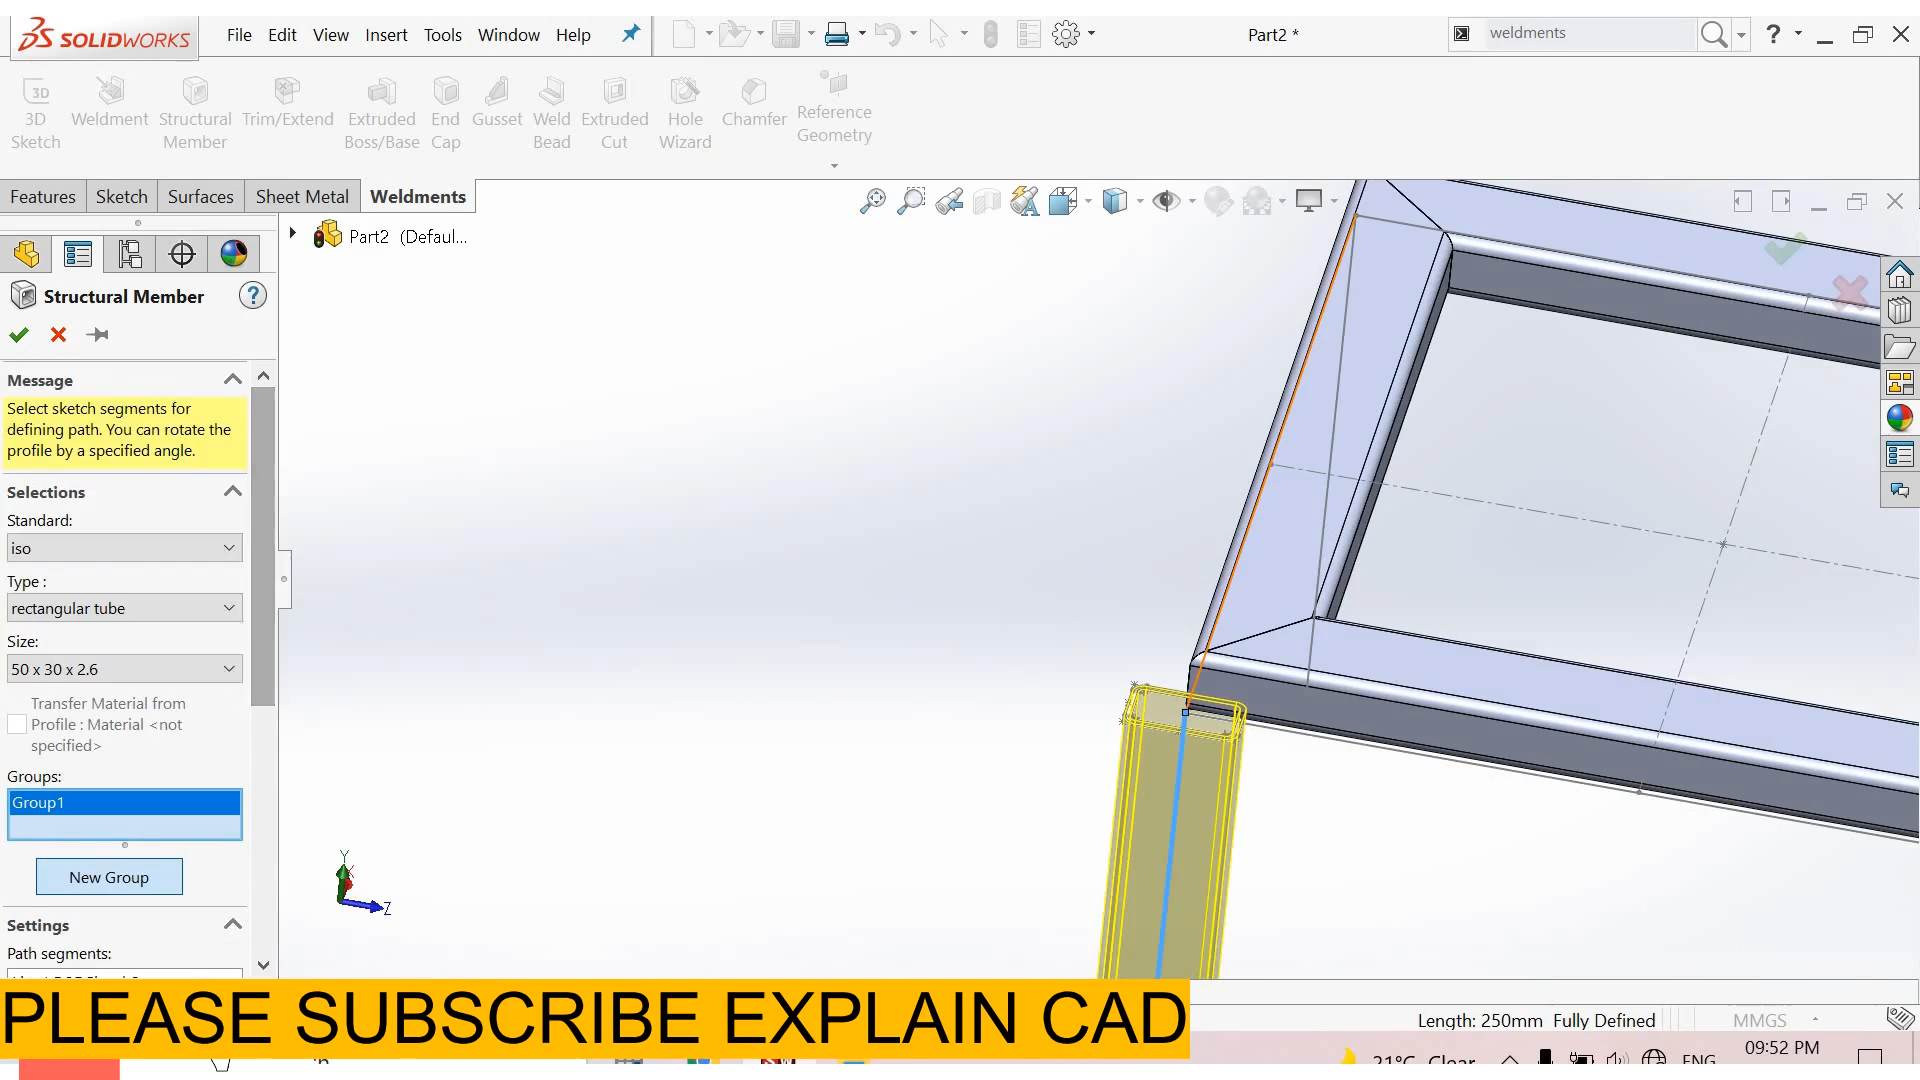 SOLIDWORKS File Edit View Insert Tools Window Help Part2 * weldments ?
3D Sketch Weldment Structural Member Trim/Extend Extruded Boss/Base End Cap Gusset Weld Bead Extruded Cut Hole Wizard Chamfer Reference Geometry
Features Sketch Surfaces Sheet Metal Weldments
Part2 (Defaul...
Structural Member ?
Message
Select sketch segments for
defining path. You can rotate the
profile by a specified angle.
Selections
Standard:
iso
Type :
rectangular tube
Size:
50 x 30 x 2.6
Transfer Material from
Profile : Material <not
specified>
Groups:
Group1
New Group
Settings
Path segments:
Y
X
Z
PLEASE SUBSCRIBE EXPLAIN CAD
Length: 250mm Fully Defined MMGS
21°C Clear ENG 09:52 PM